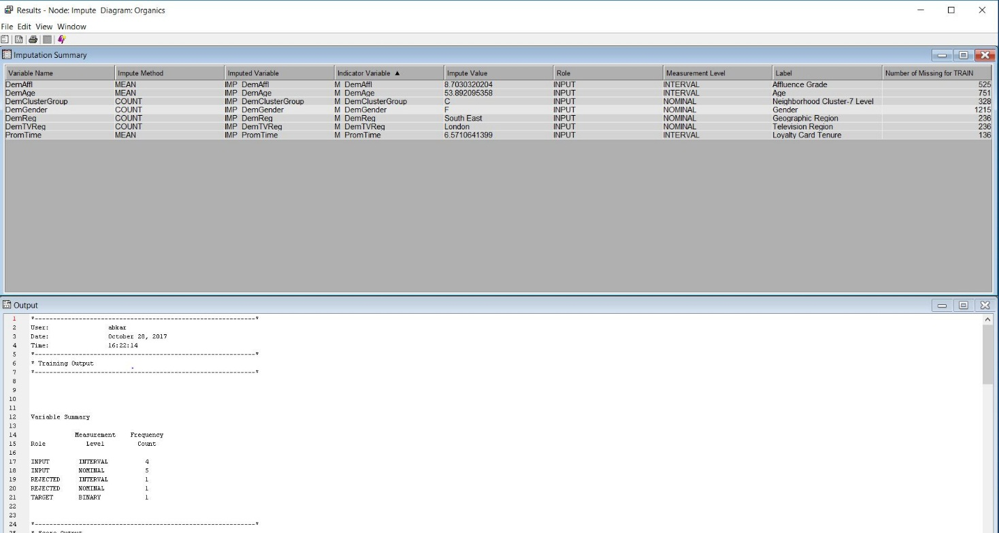 Results - Node: Impute Diagram: Organics
File Edit View Window
Imputation Summary
Variable Name Impute Method Imputed Variable Indicator Variable ▲ Impute Value Role Measurement Level Label Number of Missing for TRAIN
DemAffl MEAN IMP_DemAffl M_DemAffl 8.7030320204 INPUT INTERVAL Affluence Grade 525
DemAge MEAN IMP_DemAge M_DemAge 53.892095358 INPUT INTERVAL Age 751
DemClusterGroup COUNT IMP_DemClusterGroup M_DemClusterGroup C INPUT NOMINAL Neighborhood Cluster-7 Level 328
DemGender COUNT IMP_DemGender M_DemGender F INPUT NOMINAL Gender 1215
DemReg COUNT IMP_DemReg M_DemReg South East INPUT NOMINAL Geographic Region 236
DemTVReg COUNT IMP_DemTVReg M_DemTVReg London INPUT NOMINAL Television Region 236
PromTime MEAN IMP_PromTime M_PromTime 6.5710641399 INPUT INTERVAL Loyalty Card Tenure 136
Output
1 *------------------------------------------------------------*
2 User: abkar
3 Date: October 28, 2017
4 Time: 16:22:14
5 *------------------------------------------------------------*
6 * Training Output
7 *------------------------------------------------------------*
8
9
10
11
12 Variable Summary
13
14 Measurement Frequency
15 Role Level Count
16
17 INPUT INTERVAL 4
18 INPUT NOMINAL 5
19 REJECTED INTERVAL 1
20 REJECTED NOMINAL 1
21 TARGET BINARY 1
22
23
24 *------------------------------------------------------------*
25 * Score Output